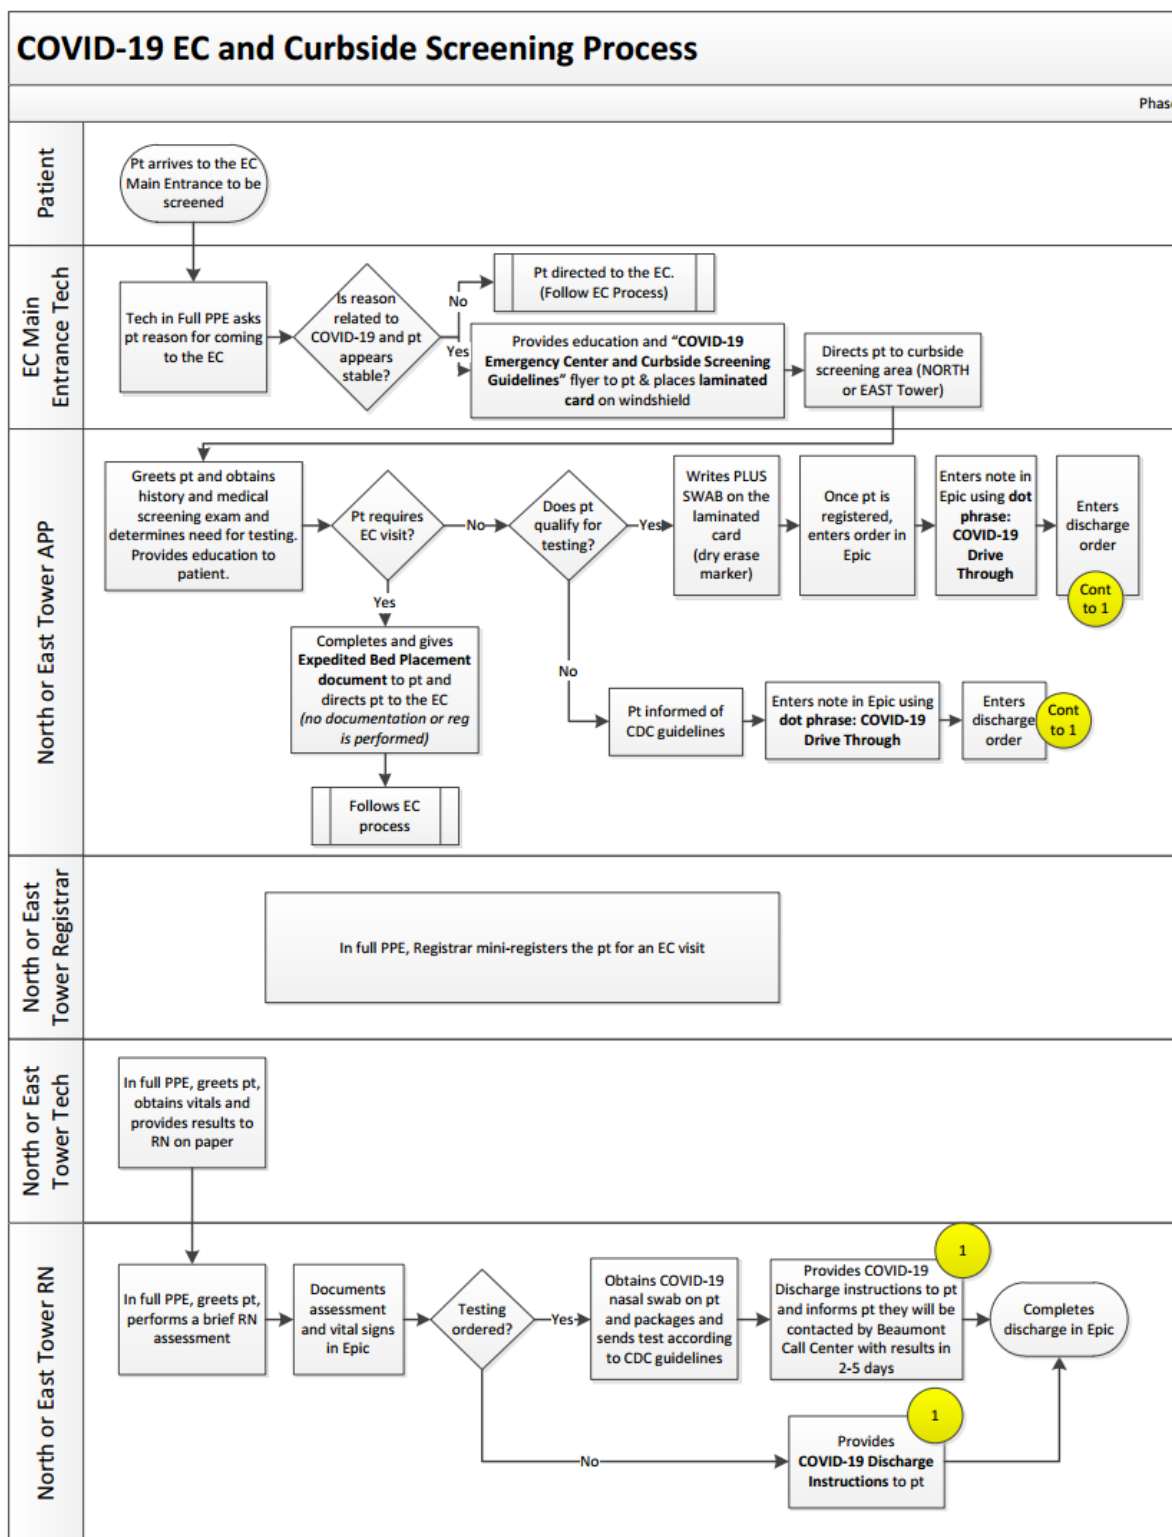 COVID-19 EC and Curbside Screening Process
Phase
Patient
Pt arrives to the EC
Main Entrance to be
screened
EC Main
Entrance Tech
Tech in Full PPE asks
pt reason for coming
to the EC
Is reason
related to
COVID-19 and pt
appears
stable?
No
Yes
Pt directed to the EC.
(Follow EC Process)
Provides education and "COVID-19
Emergency Center and Curbside Screening
Guidelines" flyer to pt & places laminated
card on windshield
Directs pt to curbside
screening area (NORTH
or EAST Tower)
North or East Tower APP
Greets pt and obtains
history and medical
screening exam and
determines need for testing.
Provides education to
patient.
Pt requires
EC visit?
No
Yes
Does pt
qualify for
testing?
Yes
No
Writes PLUS
SWAB on the
laminated
card
(dry erase
marker)
Once pt is
registered,
enters order in
Epic
Enters note in
Epic using dot
phrase:
COVID-19
Drive
Through
Enters
discharge
order
Cont
to 1
Completes and gives
Expedited Bed Placement
document to pt and
directs pt to the EC
(no documentation or reg
is performed)
Follows EC
process
Pt informed of
CDC guidelines
Enters note in Epic using
dot phrase: COVID-19
Drive Through
Enters
discharge
order
Cont
to 1
North or East
Tower Registrar
In full PPE, Registrar mini-registers the pt for an EC visit
North or East
Tower Tech
In full PPE, greets pt,
obtains vitals and
provides results to
RN on paper
North or East Tower RN
In full PPE, greets pt,
performs a brief RN
assessment
Documents
assessment
and vital signs
in Epic
Testing
ordered?
Yes
No
Obtains COVID-19
nasal swab on pt
and packages and
sends test according
to CDC guidelines
1
Provides COVID-19
Discharge instructions to pt
and informs pt they will be
contacted by Beaumont
Call Center with results in
2-5 days
Completes
discharge in Epic
1
Provides
COVID-19 Discharge
Instructions to pt